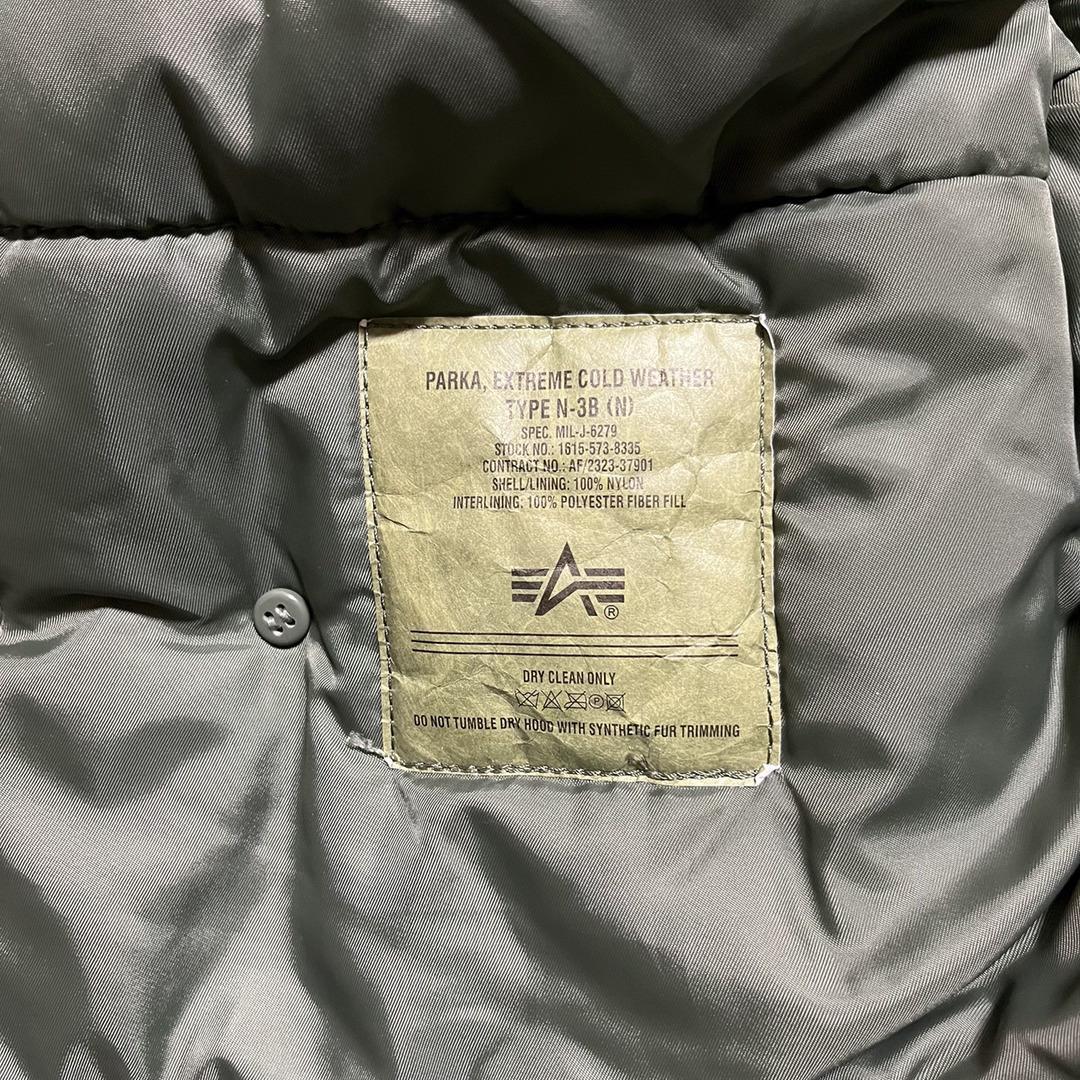 PARKA, EXTREME COLD WEATHER
TYPE N-3B (N)
SPEC. MIL-J-6279
STOCK NO.: 1615-573-8335
CONTRACT NO.: AF/2323-37901
SHELL/LINING: 100% NYLON
INTERLINING: 100% POLYESTER FIBER FILL
®
DRY CLEAN ONLY
P
DO NOT TUMBLE DRY HOOD WITH SYNTHETIC FUR TRIMMING